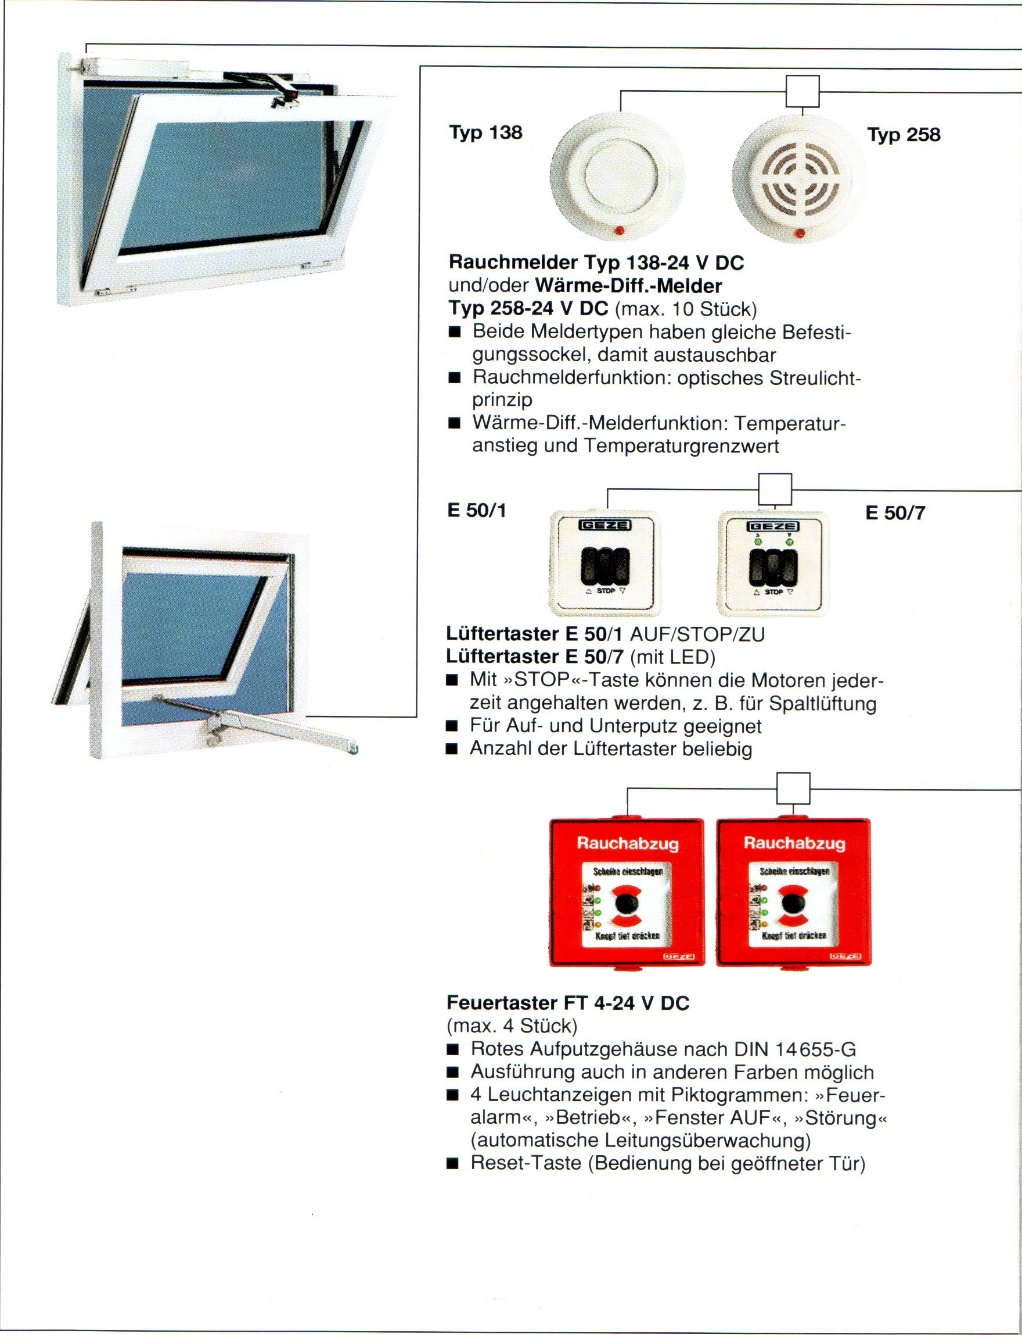 Typ 138
Typ 258
Rauchmelder Typ 138-24 V DC
und/oder Wärme-Diff.-Melder
Typ 258-24 V DC (max. 10 Stück)
■ Beide Meldertypen haben gleiche Befesti-
gungssockel, damit austauschbar
■ Rauchmelderfunktion: optisches Streulicht-
prinzip
■ Wärme-Diff.-Melderfunktion: Temperatur-
anstieg und Temperaturgrenzwert
E 50/1
E 50/7
GEZE
△ STOP ▽
GEZE
△ STOP ▽
Lüftertaster E 50/1 AUF/STOP/ZU
Lüftertaster E 50/7 (mit LED)
■ Mit »STOP«-Taste können die Motoren jeder-
zeit angehalten werden, z. B. für Spaltlüftung
■ Für Auf- und Unterputz geeignet
■ Anzahl der Lüftertaster beliebig
Rauchabzug
Scheibe einschlagen
Knopf tief drücken
GEZE
Rauchabzug
Scheibe einschlagen
Knopf tief drücken
GEZE
Feuertaster FT 4-24 V DC
(max. 4 Stück)
■ Rotes Aufputzgehäuse nach DIN 14655-G
■ Ausführung auch in anderen Farben möglich
■ 4 Leuchtanzeigen mit Piktogrammen: »Feuer-
alarm«, »Betrieb«, »Fenster AUF«, »Störung«
(automatische Leitungsüberwachung)
■ Reset-Taste (Bedienung bei geöffneter Tür)